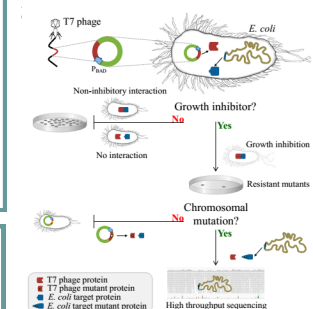 T7 phage
E. coli
PBAD
Non-inhibitory interaction
Growth inhibitor?
No
Yes
Growth inhibition
No interaction
Resistant mutants
Chromosomal
mutation?
No
Yes
T7 phage protein
T7 phage mutant protein
E. coli target protein
E. coli target mutant protein
High throughput sequencing